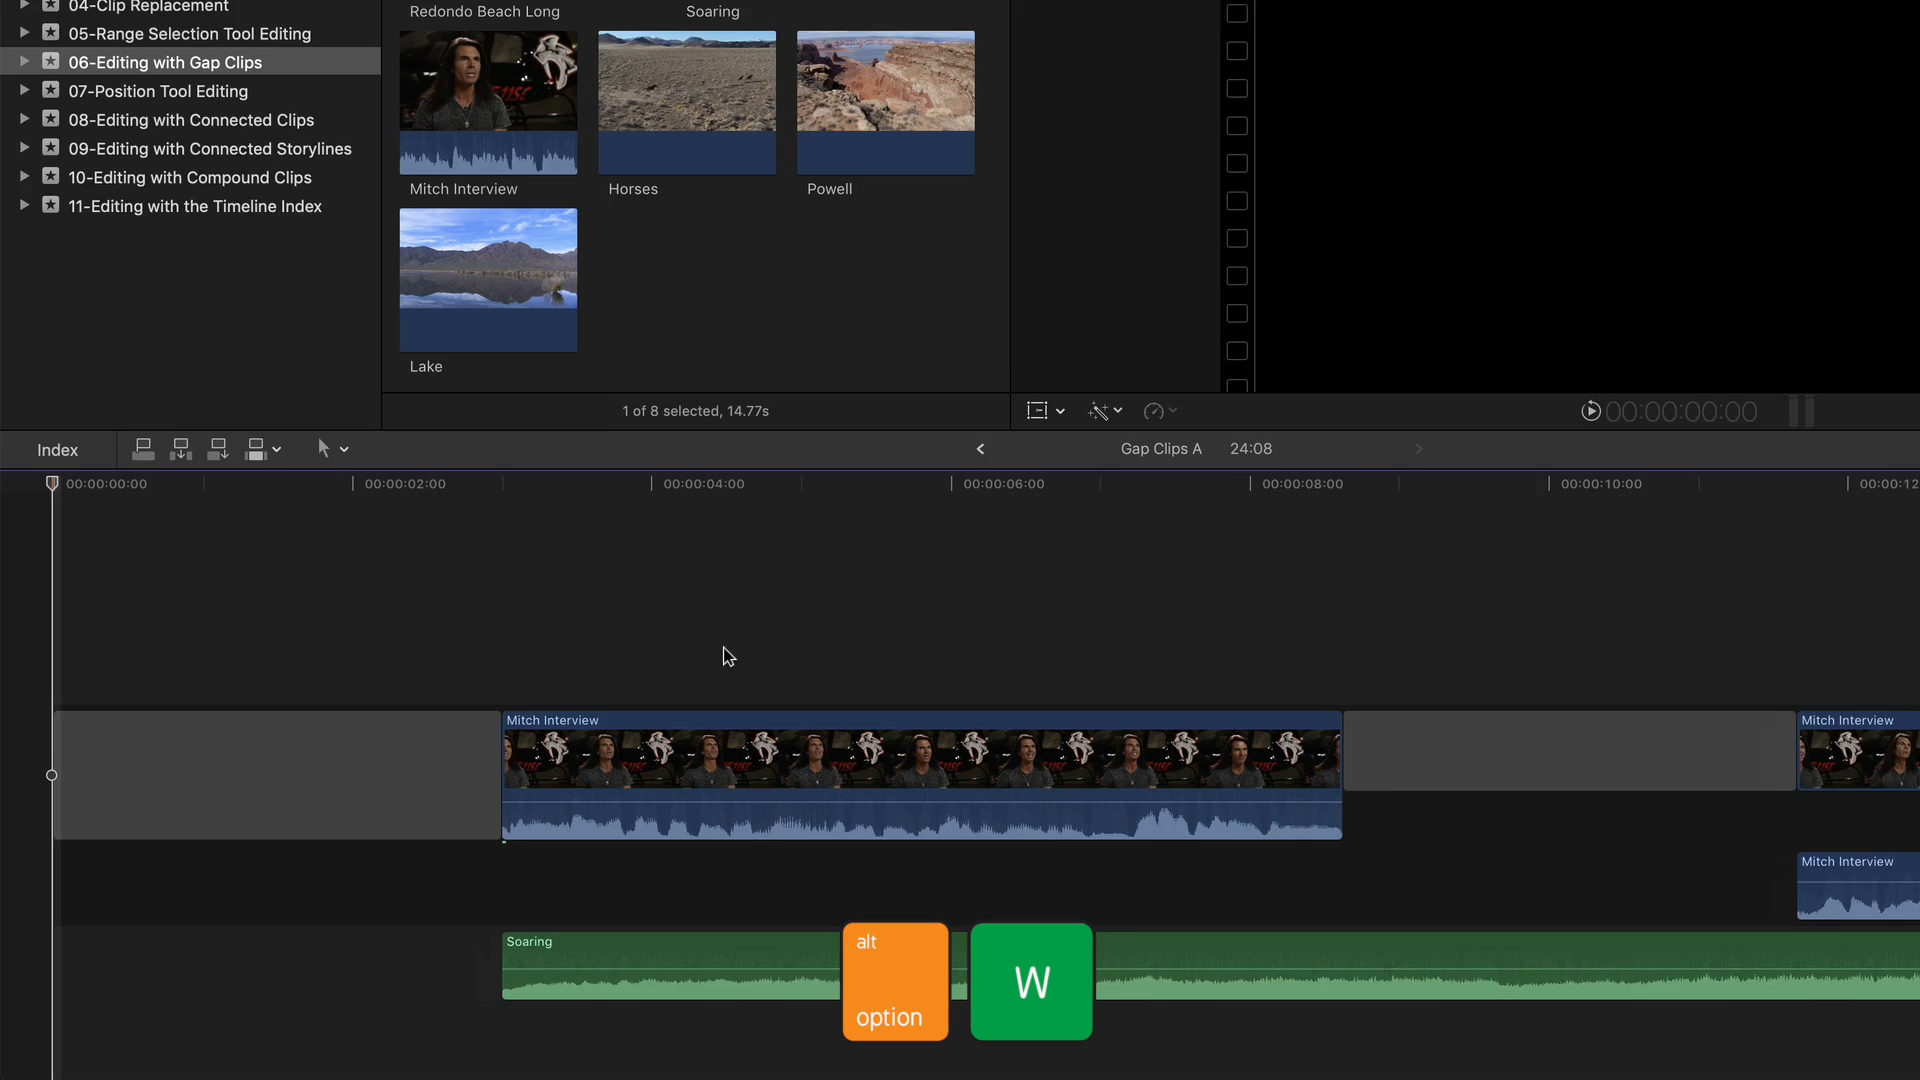 04-Clip Replacement
05-Range Selection Tool Editing
06-Editing with Gap Clips
07-Position Tool Editing
08-Editing with Connected Clips
09-Editing with Connected Storylines
10-Editing with Compound Clips
11-Editing with the Timeline Index
Redondo Beach Long
Soaring
Mitch Interview
Horses
Powell
Lake
1 of 8 selected, 14.77s
00:00:00:00
Index
Gap Clips A
24:08
00:00:00:00
00:00:02:00
00:00:04:00
00:00:06:00
00:00:08:00
00:00:10:00
00:00:12
Mitch Interview
Mitch Interview
Mitch Interview
Soaring
alt
option
W